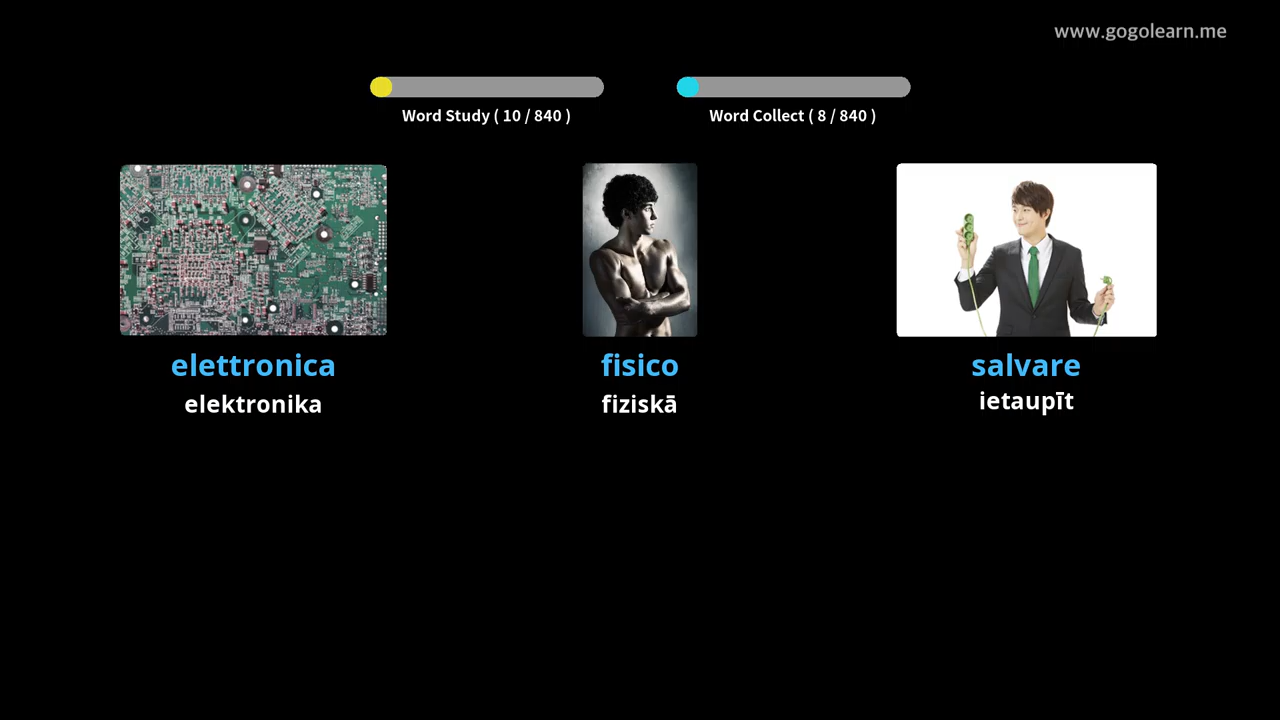 www.gogolearn.me
Word Study ( 10 / 840 )
Word Collect ( 8 / 840 )
elettronica
elektronika
fisico
fiziskā
salvare
ietaupīt